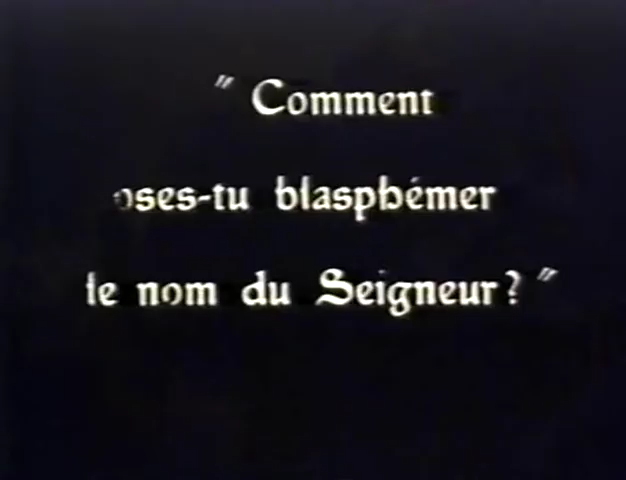 " Comment
oses-tu blasphémer
le nom du Seigneur ? "